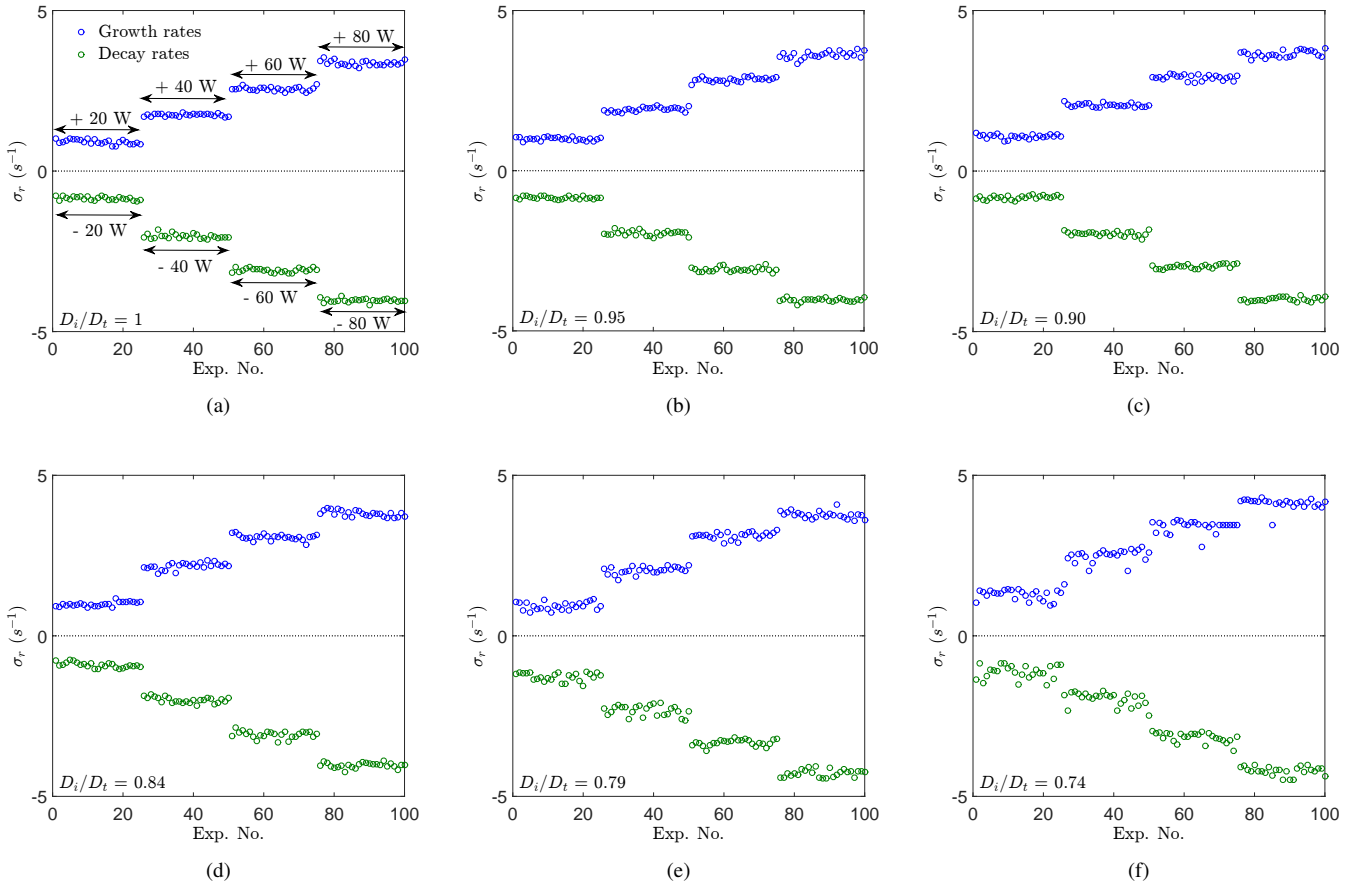 5
Growth rates
Decay rates
+ 20 W
+ 40 W
+ 60 W
+ 80 W
σr (s−1)
0
- 20 W
- 40 W
- 60 W
- 80 W
Di/Dt = 1
-5
0 20 40 60 80 100
Exp. No.
(a)
5
σr (s−1)
0
Di/Dt = 0.95
-5
0 20 40 60 80 100
Exp. No.
(b)
5
σr (s−1)
0
Di/Dt = 0.90
-5
0 20 40 60 80 100
Exp. No.
(c)
5
σr (s−1)
0
Di/Dt = 0.84
-5
0 20 40 60 80 100
Exp. No.
(d)
5
σr (s−1)
0
Di/Dt = 0.79
-5
0 20 40 60 80 100
Exp. No.
(e)
5
σr (s−1)
0
Di/Dt = 0.74
-5
0 20 40 60 80 100
Exp. No.
(f)